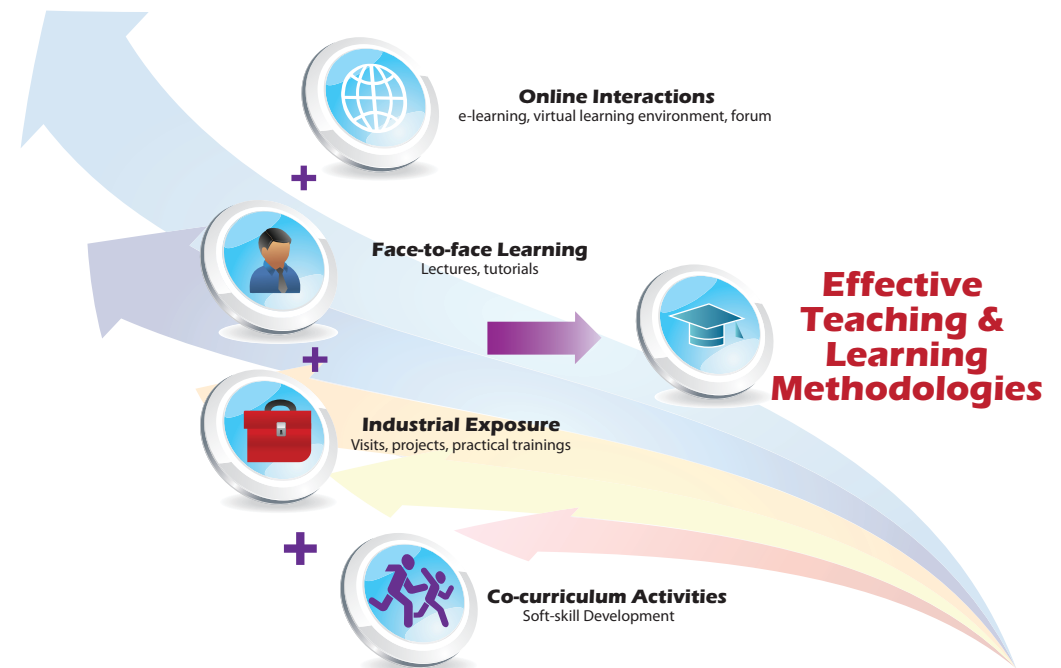 Online Interactions
e-learning, virtual learning environment, forum
+
Face-to-face Learning
Lectures, tutorials
+
Industrial Exposure
Visits, projects, practical trainings
+
Co-curriculum Activities
Soft-skill Development
Effective
Teaching &
Learning
Methodologies